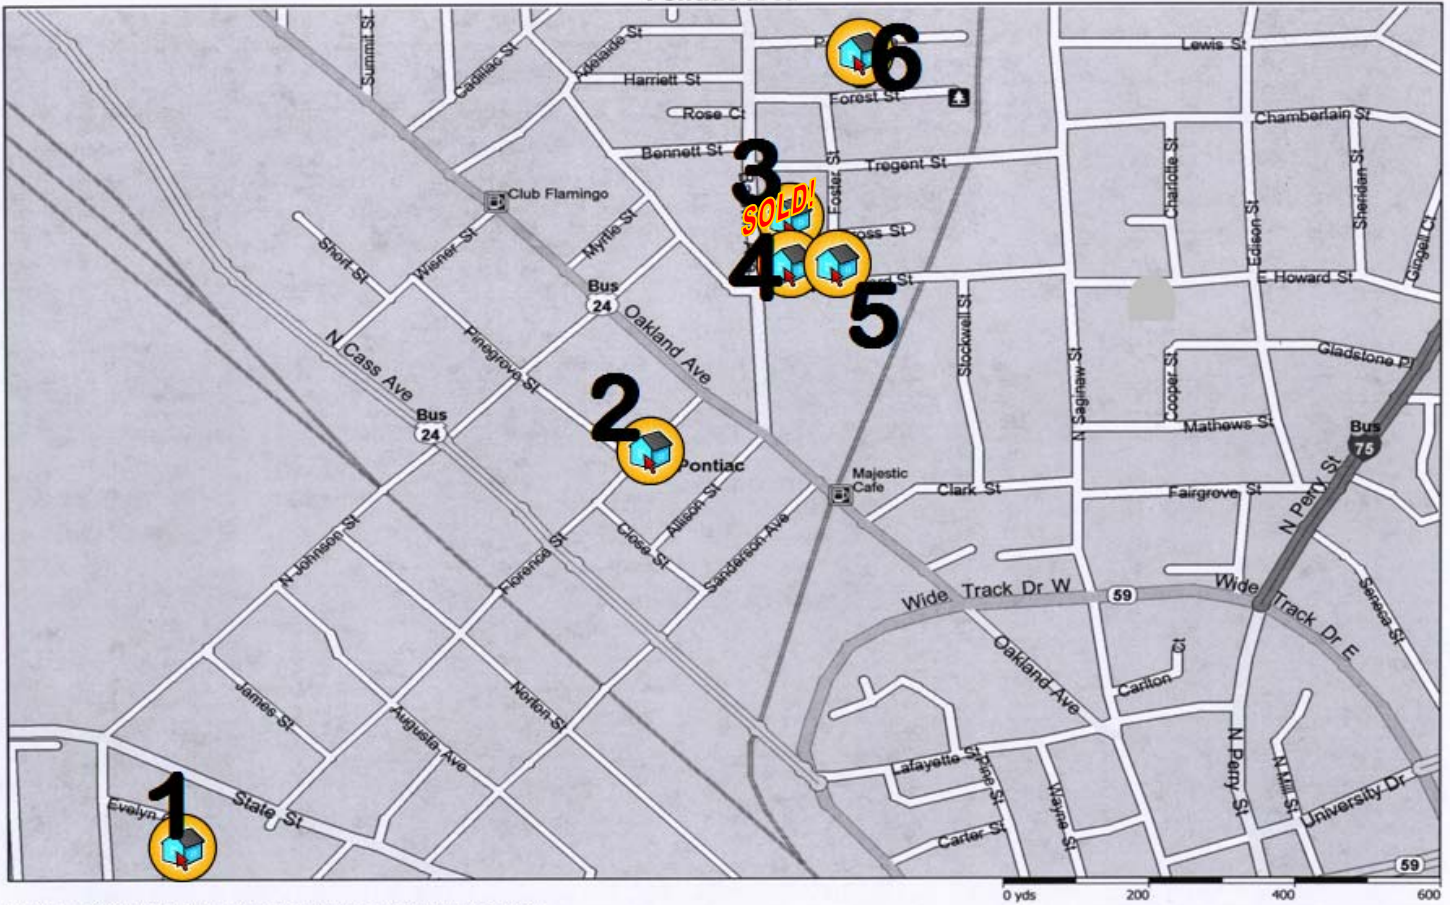 6
Summit St
Cadillac St
Adelaide St
Lewis St
Harriett St
Forest St
Rose Ct
Chamberlain St
3
Bennett St
Tregent St
Foster St
Charlotte St
Sheridan St
Club Flamingo
SOLD!
Edison St
Gingell Ct
Short St
Wisner St
Myrtle St
4
5
E Howard St
Bus
24
Oakland Ave
Stockwell St
N Cass Ave
Pinegrove St
Gladstone Pl
N Saginaw St
Cooper St
2
Bus
24
Mathews St
Bus
75
Pontiac
Majestic
Cafe
Clark St
Fairgrove St
N Perry St
Allison St
Close St
Sanderson Ave
N Johnson St
Florence St
Wide Track Dr W
59
Wide Track Dr E
Seneca St
Oakland Ave
Carlton Ct
James St
Norton St
Augusta Ave
N Perry St
Lafayette St
Pine St
Wayne St
N Mill St
University Dr
1
Evelyn
State St
Carter St
59
0 yds 200 400 600